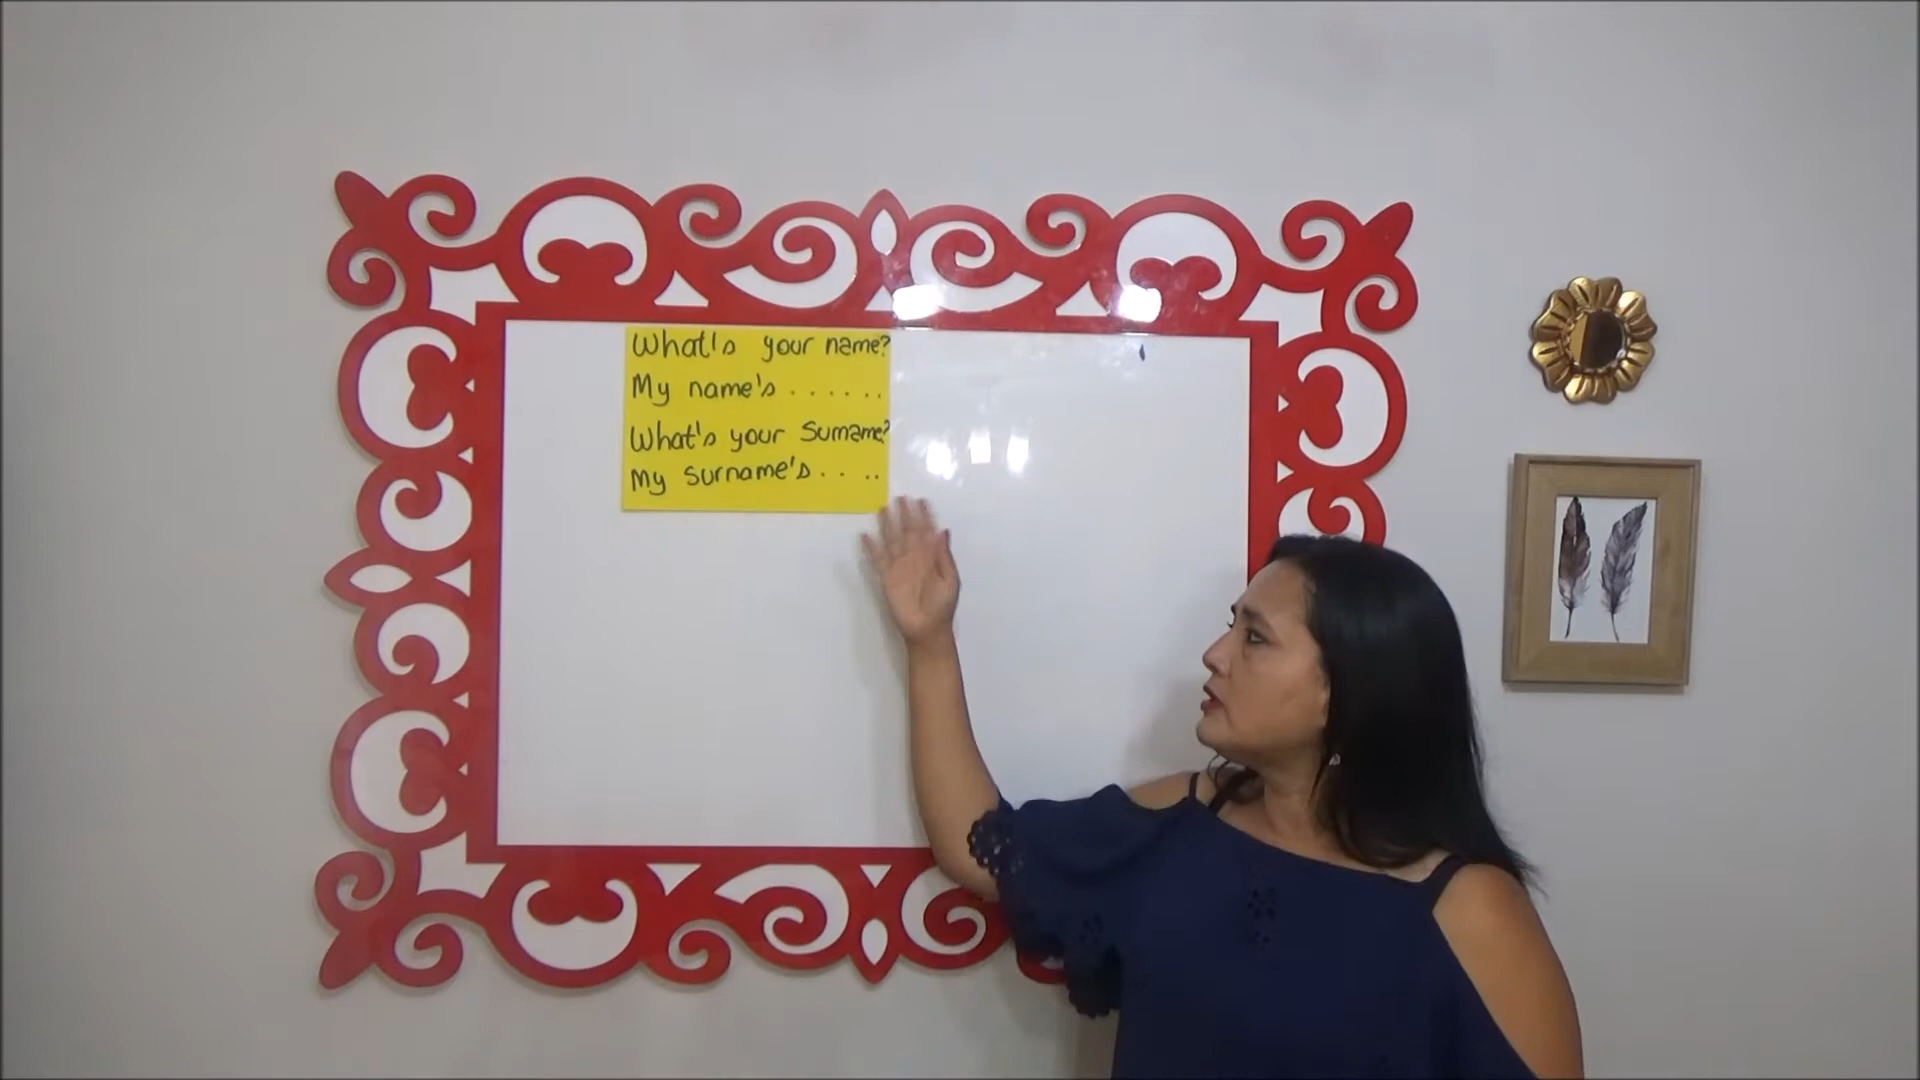 What's your name?
My name's ......
What's your Surname?
My surname's ....